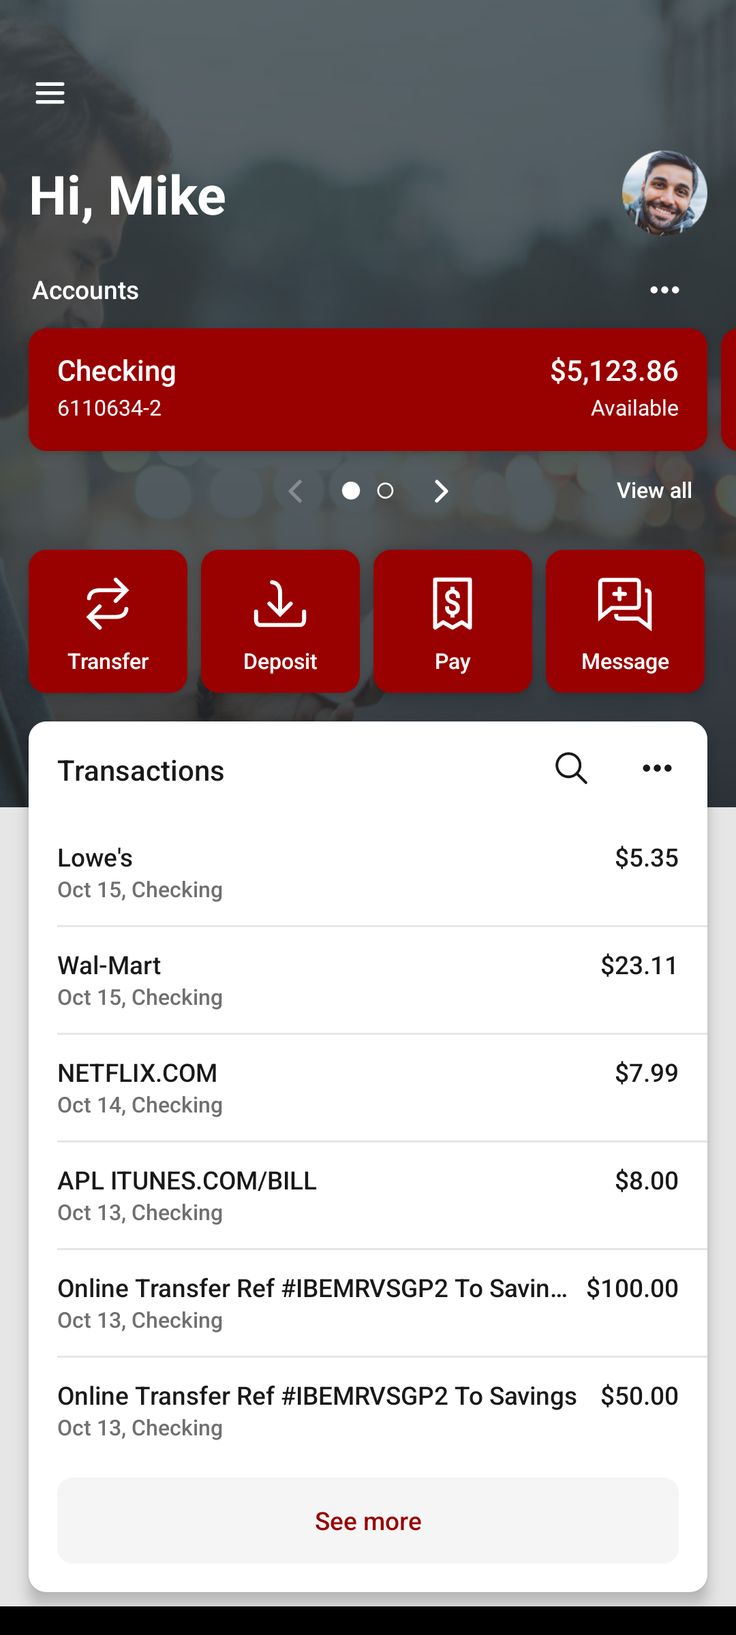 Hi, Mike
Accounts
Checking $5,123.86
6110634-2 Available
View all
Transfer Deposit Pay Message
Transactions
Lowe's $5.35
Oct 15, Checking
Wal-Mart $23.11
Oct 15, Checking
NETFLIX.COM $7.99
Oct 14, Checking
APL ITUNES.COM/BILL $8.00
Oct 13, Checking
Online Transfer Ref #IBEMRVSGP2 To Savin... $100.00
Oct 13, Checking
Online Transfer Ref #IBEMRVSGP2 To Savings $50.00
Oct 13, Checking
See more